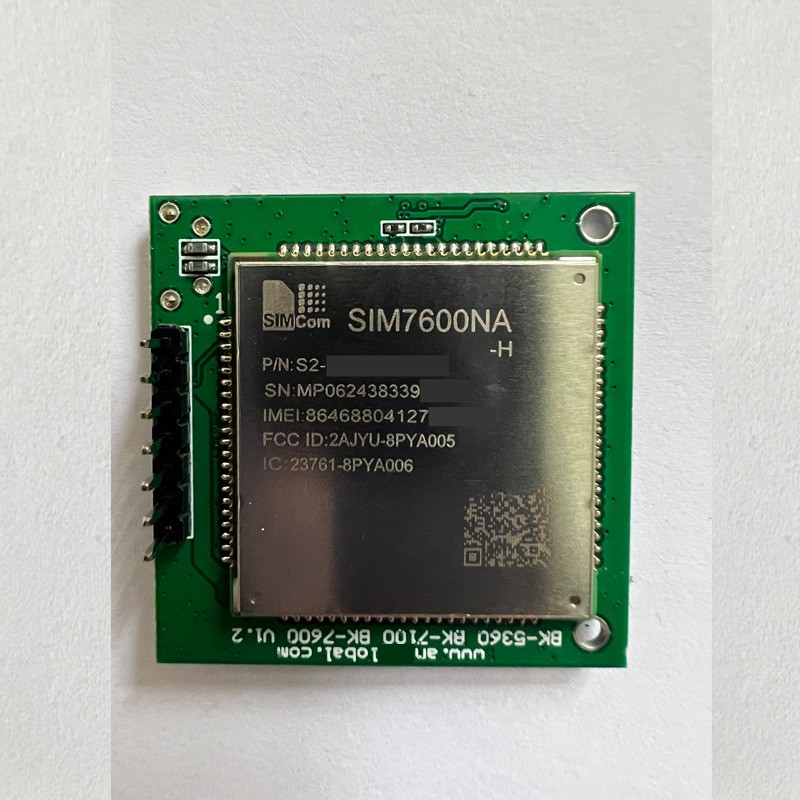 1
SIMCom
SIM7600NA
-H
P/N:S2-
SN:MP062438339
IMEI:86468804127
FCC ID:2AJYU-8PYA005
IC:23761-8PYA006
BK-5360 BK-7100 BK-7600 V1.2
www.an lobal.com